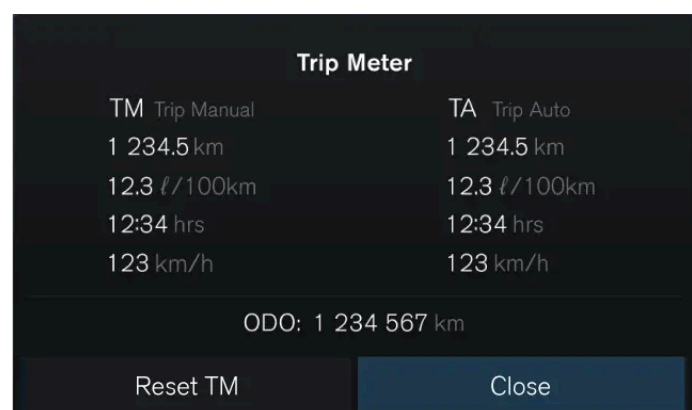 Trip Meter
TM Trip Manual
TA Trip Auto
1 234.5 km
1 234.5 km
12.3 ℓ/100km
12.3 ℓ/100km
12:34 hrs
12:34 hrs
123 km/h
123 km/h
ODO: 1 234 567 km
Reset TM
Close